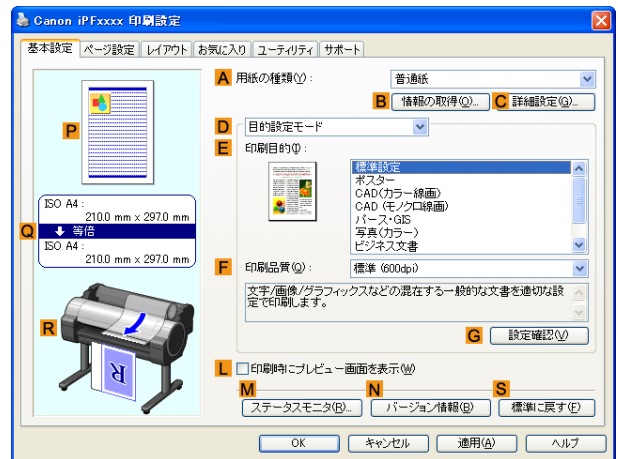 Canon iPFxxxx 印刷設定
基本設定 ページ設定 レイアウト お気に入り ユーティリティ サポート
A 用紙の種類(Y): 普通紙
B 情報の取得(O)... C 詳細設定(G)...
P
D 目的設定モード
E 印刷目的(I):
標準設定
ポスター
CAD(カラー線画)
CAD (モノクロ線画)
パース・GIS
写真(カラー)
ビジネス文書
ISO A4 :
210.0 mm x 297.0 mm
Q 等倍
ISO A4 :
210.0 mm x 297.0 mm
F 印刷品質(Q): 標準 (600dpi)
文字/画像/グラフィックスなどの混在する一般的な文書を適切な設
定で印刷します。
G 設定確認(V)
R
R
L 印刷時にプレビュー画面を表示(W)
M N S
ステータスモニタ(R)... バージョン情報(B) 標準に戻す(F)
OK キャンセル 適用(A) ヘルプ